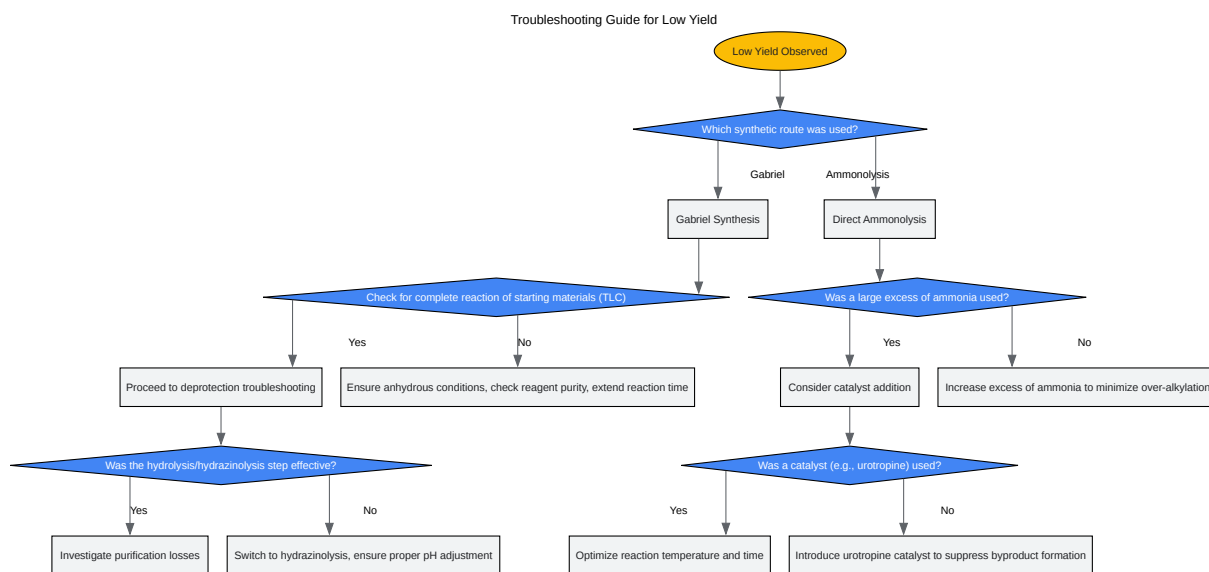 Troubleshooting Guide for Low Yield
Low Yield Observed
Which synthetic route was used?
Gabriel
Ammonolysis
Gabriel Synthesis
Direct Ammonolysis
Check for complete reaction of starting materials (TLC)
Was a large excess of ammonia used?
Yes
No
Yes
No
Proceed to deprotection troubleshooting
Ensure anhydrous conditions, check reagent purity, extend reaction time
Consider catalyst addition
Increase excess of ammonia to minimize over-alkylation
Was the hydrolysis/hydrazinolysis step effective?
Was a catalyst (e.g., urotropine) used?
Yes
No
Yes
No
Investigate purification losses
Switch to hydrazinolysis, ensure proper pH adjustment
Optimize reaction temperature and time
Introduce urotropine catalyst to suppress byproduct formation